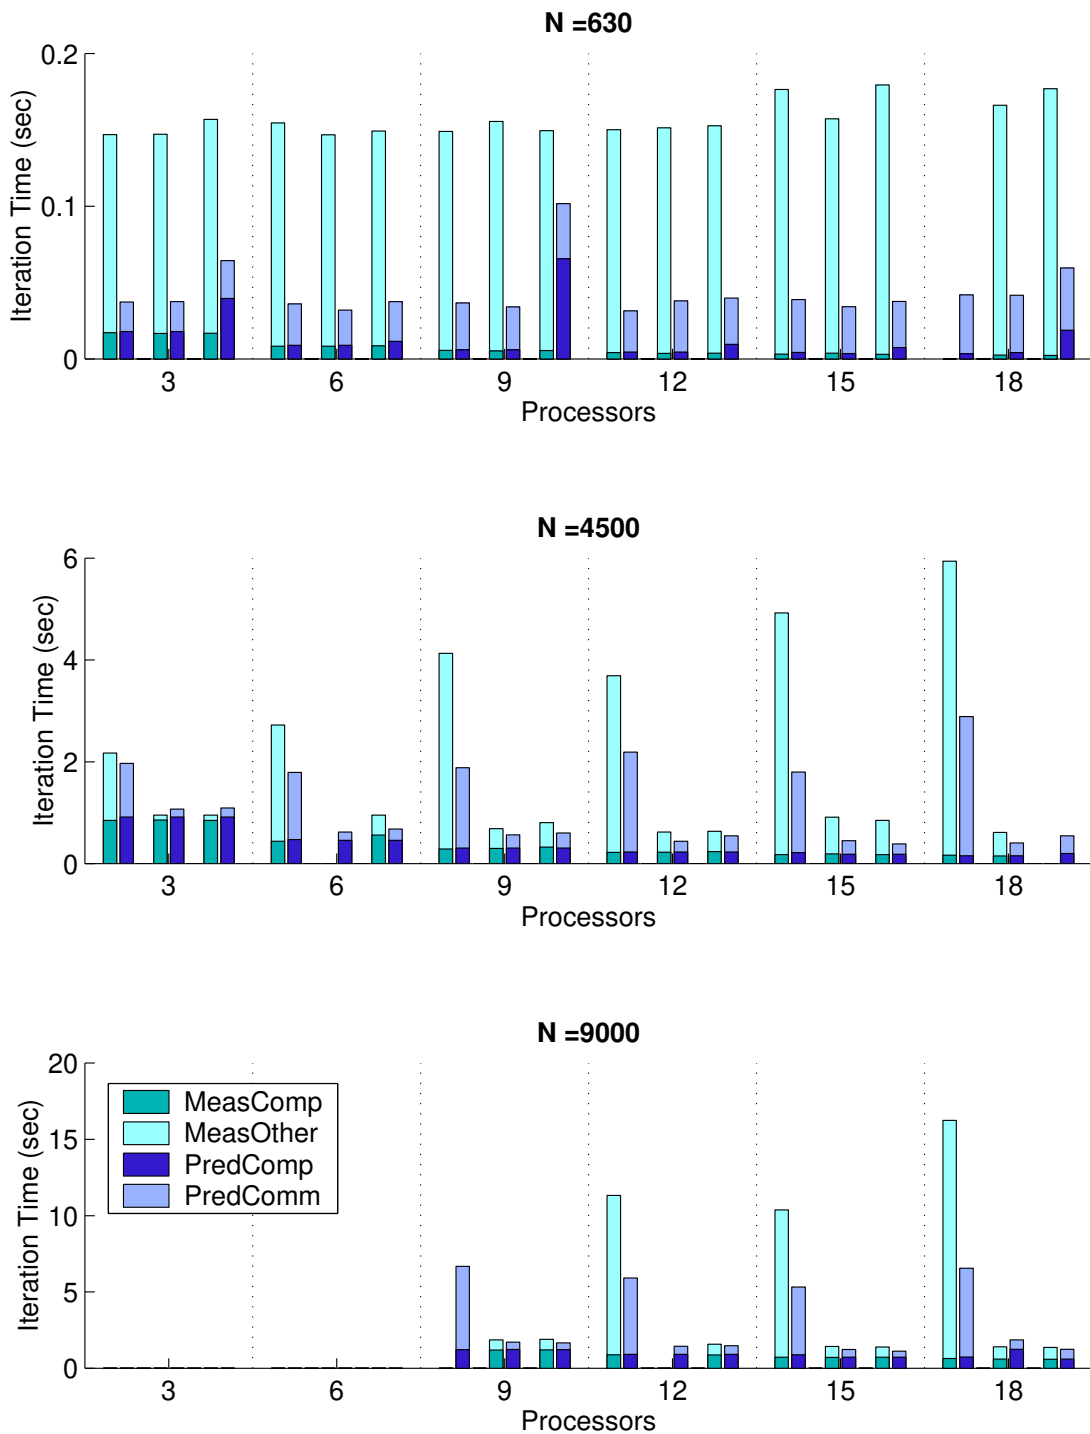 N =630
0.2
0.1
0
Iteration Time (sec)
3 6 9 12 15 18
Processors
N =4500
6
4
2
0
Iteration Time (sec)
3 6 9 12 15 18
Processors
N =9000
20
15
10
5
0
Iteration Time (sec)
MeasComp
MeasOther
PredComp
PredComm
3 6 9 12 15 18
Processors